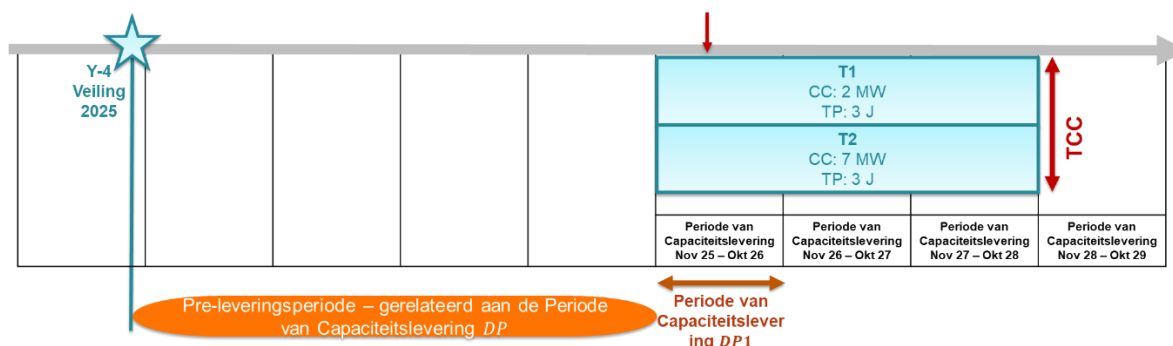 Y-4
Veiling
2025
T1
CC: 2 MW
TP: 3 J
T2
CC: 7 MW
TP: 3 J
TCC
Periode van
Capaciteitslevering
Nov 25 – Okt 26
Periode van
Capaciteitslevering
Nov 26 – Okt 27
Periode van
Capaciteitslevering
Nov 27 – Okt 28
Periode van
Capaciteitslevering
Nov 28 – Okt 29
Pre-leveringsperiode – gerelateerd aan de Periode
van Capaciteitslevering DP
Periode van
Capaciteitslever
ing DP1